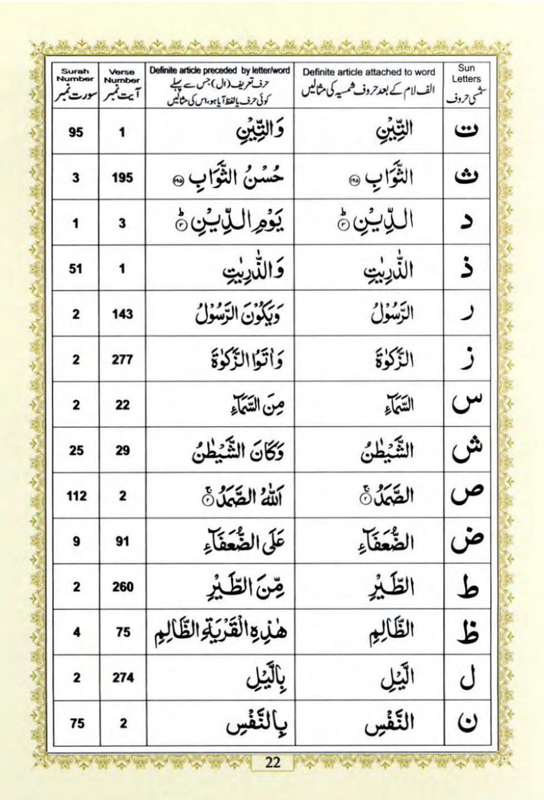 Surah Number سورت نمبر | Verse Number آیت نمبر | Definite article preceded by letter/word حرف تعریف (ال) جس سے پہلے کوئی حرف یا لفظ آیا ہو، اس کی مثالیں | Definite article attached to word الف لام کے بعد حروف شمسیہ کی مثالیں | Sun Letters شمسی حروف
95 | 1 | وَالتِّيْنِ | التِّيْنِ | ت
3 | 195 | حُسْنُ الثَّوَابِ ﴿۱۹۵﴾ | الثَّوَابِ ﴿۱۹۵﴾ | ث
1 | 3 | يَوْمِ الدِّيْنِ ؕ﴿۳﴾ | الدِّيْنِ ؕ﴿۳﴾ | د
51 | 1 | وَالذّٰرِيٰتِ | الذّٰرِيٰتِ | ذ
2 | 143 | وَيَكُوْنَ الرَّسُوْلُ | الرَّسُوْلُ | ر
2 | 277 | وَاٰتَوُا الزَّكٰوةَ | الزَّكٰوةَ | ز
2 | 22 | مِنَ السَّمَآءِ | السَّمَآءِ | س
25 | 29 | وَكَانَ الشَّيْطٰنُ | الشَّيْطٰنُ | ش
112 | 2 | اَللّٰهُ الصَّمَدُ ۚ﴿۲﴾ | الصَّمَدُ ۚ﴿۲﴾ | ص
9 | 91 | عَلَى الضُّعَفَآءِ | الضُّعَفَآءِ | ض
2 | 260 | مِّنَ الطَّيْرِ | الطَّيْرِ | ط
4 | 75 | هٰذِهِ الْقَرْيَةِ الظَّالِمِ | الظَّالِمِ | ظ
2 | 274 | بِالَّيْلِ | الَّيْلِ | ل
75 | 2 | بِالنَّفْسِ | النَّفْسِ | ن
22